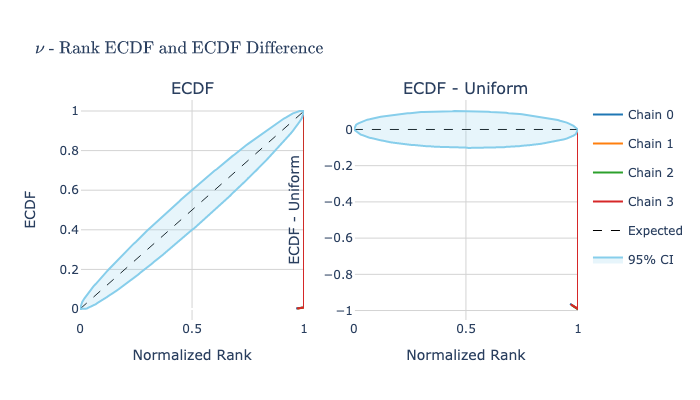 ν - Rank ECDF and ECDF Difference
ECDF
ECDF - Uniform
ECDF
1
0.8
0.6
0.4
0.2
0
0
0.5
1
Normalized Rank
ECDF - Uniform
0
−0.2
−0.4
−0.6
−0.8
−1
0
0.5
1
Normalized Rank
Chain 0
Chain 1
Chain 2
Chain 3
Expected
95% CI